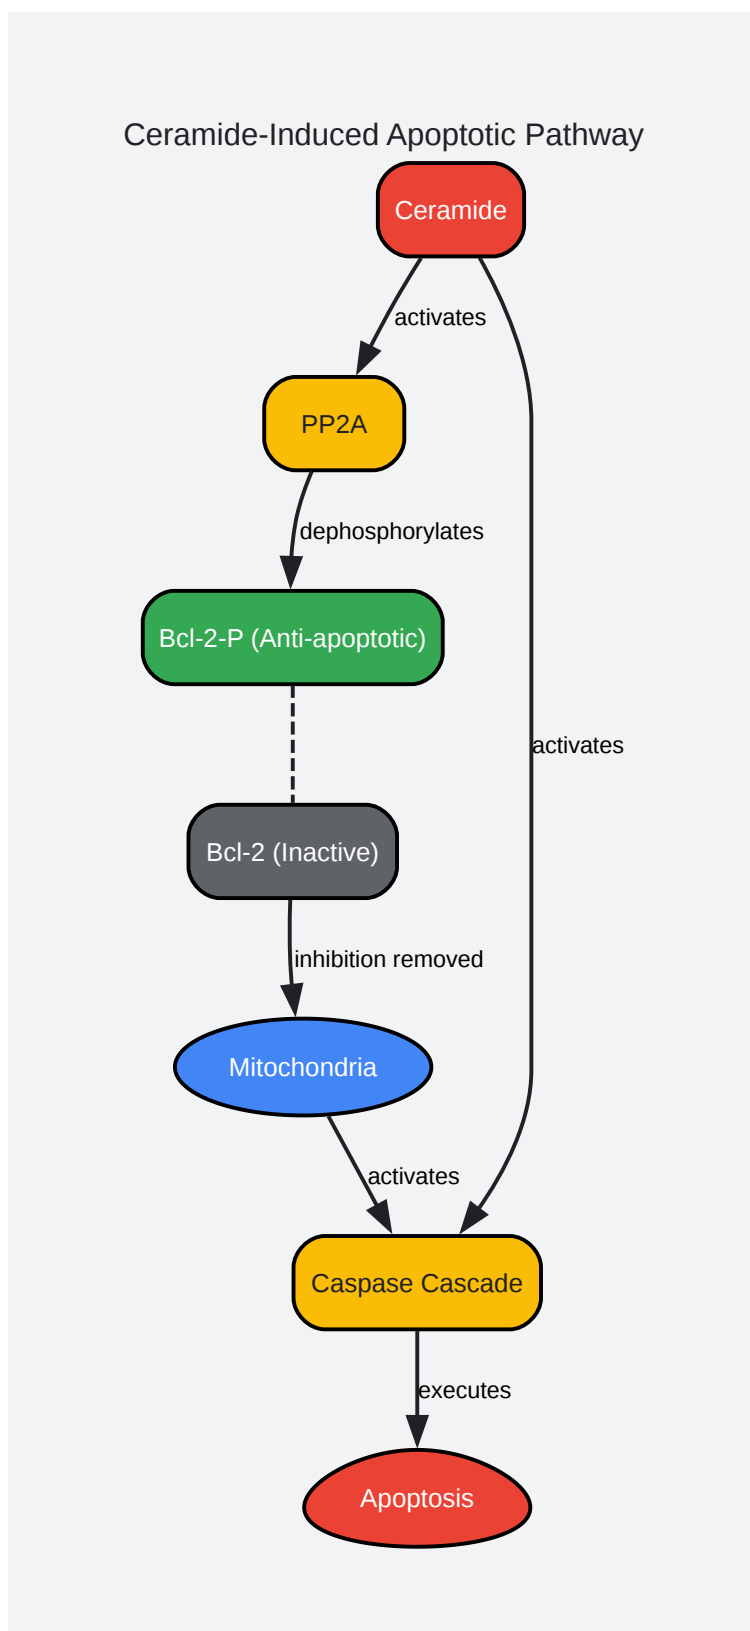 Ceramide-Induced Apoptotic Pathway
Ceramide
activates
PP2A
dephosphorylates
Bcl-2-P (Anti-apoptotic)
activates
Bcl-2 (Inactive)
inhibition removed
Mitochondria
activates
Caspase Cascade
executes
Apoptosis